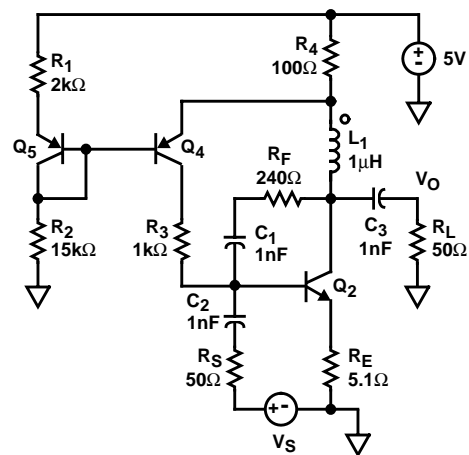 R1
2kΩ
R4
100Ω
+
-
5V
Q5
Q4
L1
1μH
RF
240Ω
VO
R2
15kΩ
R3
1kΩ
C1
1nF
C3
1nF
RL
50Ω
C2
1nF
Q2
RS
50Ω
RE
5.1Ω
+-
VS